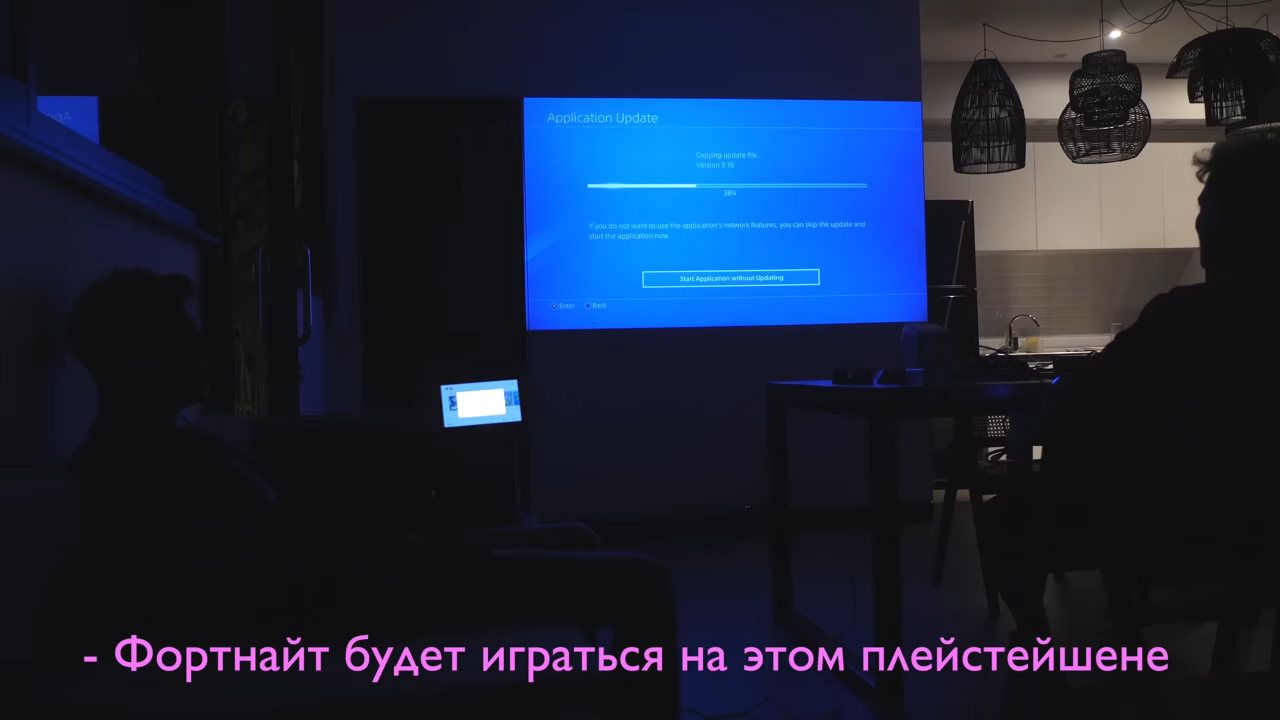 Application Update
Copying update file...
Version 3.76
38%
If you do not want to use the application's network features, you can skip the update and
start the application now.
Start Application without Updating
Enter
Back
- Фортнайт будет играться на этом плейстейшене